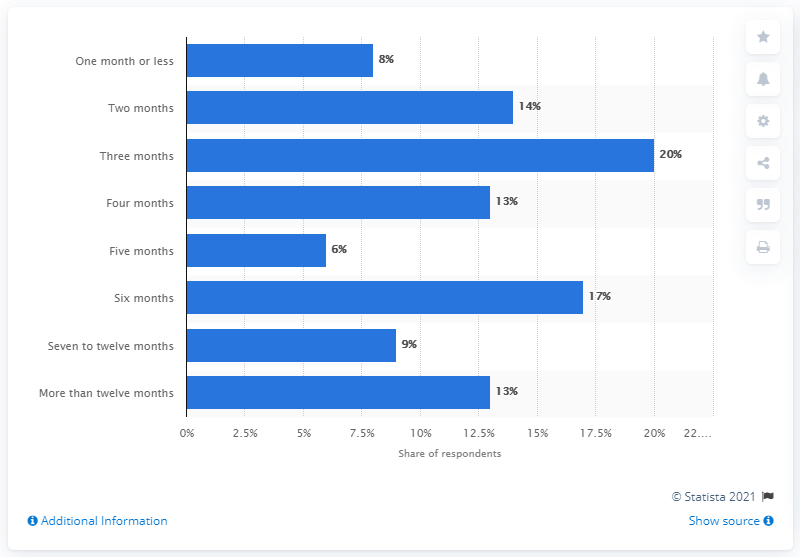 One month or less 8%
Two months 14%
Three months 20%
Four months 13%
Five months 6%
Six months 17%
Seven to twelve months 9%
More than twelve months 13%
0% 2.5% 5% 7.5% 10% 12.5% 15% 17.5% 20% 22....
Share of respondents
© Statista 2021
Additional Information Show source